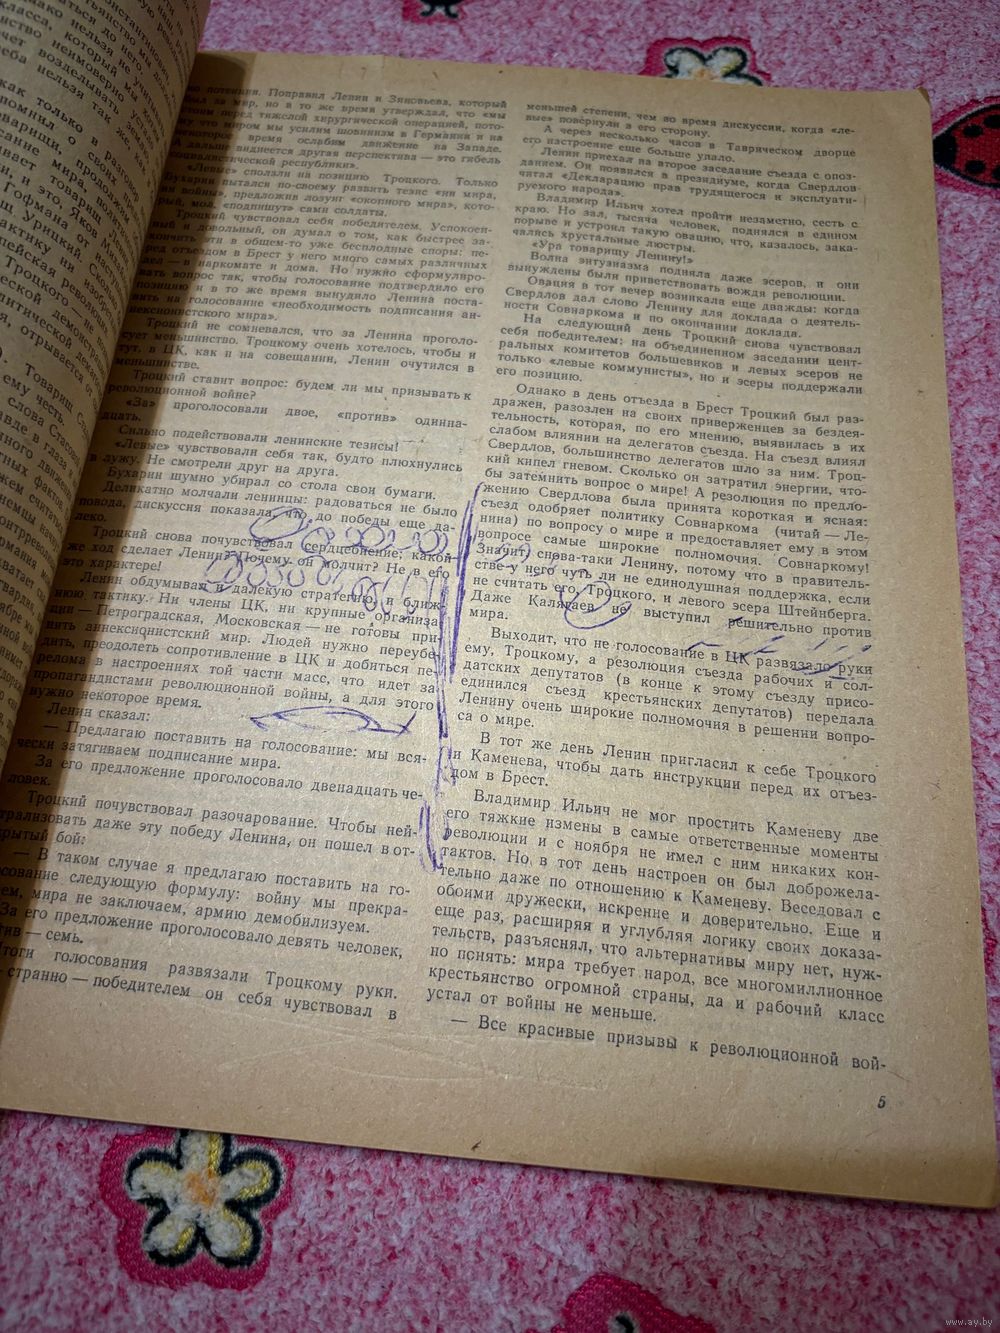 но потения. Поправил Ленин и Зиновьева, который
был за мир, но в то же время утверждал, что «мы
стоим перед тяжелой хирургической операцией, пото-
му что миром мы усилим шовинизм в Германии и на
некоторое время ослабим движение на Западе.
А дальше виднеется другая перспектива — это гибель
социалистической республики».
«Левые» сползли на позицию Троцкого. Только
Бухарин пытался по-своему развить тезис «ни мира,
ни войны», предложив лозунг «окопного мира», кото-
рый, мол, «подпишут» сами солдаты.
Троцкий чувствовал себя победителем. Успокоен-
ный и довольный, он думал о том, как быстрее за-
кончить эти в общем-то уже бесплодные споры: пе-
ред отъездом в Брест у него много самых различных
дел — в наркомате и дома. Но нужно сформулиро-
вать вопрос так, чтобы голосование подтвердило его
позицию и в то же время вынудило Ленина поста-
вить на голосование «необходимость подписания ан-
нексионистского мира».
Троцкий не сомневался, что за Ленина проголо-
сует меньшинство. Троцкому очень хотелось, чтобы и
тут, в ЦК, как и на совещании, Ленин очутился в
меньшинстве.
Троцкий ставит вопрос: будем ли мы призывать к
революционной войне?
«За» проголосовали двое, «против» одинна-
дцать.
Сильно подействовали ленинские тезисы!
«Левые» чувствовали себя так, будто плюхнулись
в лужу. Не смотрели друг на друга.
Бухарин шумно убирал со стола свои бумаги.
Деликатно молчали ленинцы: радоваться не было
повода, дискуссия показала, что до победы еще да-
леко.
Троцкий снова почувствовал сердцебиение: какой
же ход сделает Ленин? Почему он молчит? Не в его
это характере!
Ленин обдумывал и далекую стратегию, и ближ-
нюю тактику. Ни члены ЦК, ни крупные организа-
ции — Петроградская, Московская — не готовы при-
нять аннексионистский мир. Людей нужно переубе-
дить, преодолеть сопротивление в ЦК и добиться пе-
релома в настроениях той части масс, что идет за
пропагандистами революционной войны, а для этого
нужно некоторое время.
Ленин сказал:
— Предлагаю поставить на голосование: мы вся-
чески затягиваем подписание мира.
За его предложение проголосовало двенадцать че-
ловек.
Троцкий почувствовал разочарование. Чтобы ней-
трализовать даже эту победу Ленина, он пошел в от-
крытый бой:
— В таком случае я предлагаю поставить на го-
лосование следующую формулу: войну мы прекра-
щаем, мира не заключаем, армию демобилизуем.
За его предложение проголосовало девять человек,
против — семь.
Итоги голосования развязали Троцкому руки.
странно — победителем он себя чувствовал в
меньшей степени, чем во время дискуссии, когда «ле-
вые» повернули в его сторону.
А через несколько часов в Таврическом дворце
его настроение еще больше упало.
Ленин приехал на второе заседание съезда с опоз-
данием. Он появился в президиуме, когда Свердлов
читал «Декларацию прав трудящегося и эксплуати-
руемого народа».
Владимир Ильич хотел пройти незаметно, сесть с
краю. Но зал, тысяча человек, поднялся в едином
порыве и устроил такую овацию, что, казалось, зака-
чались хрустальные люстры.
«Ура товарищу Ленину!»
Волна энтузиазма подняла даже эсеров, и они
вынуждены были приветствовать вождя революции.
Овация в тот вечер возникала еще дважды: когда
Свердлов дал слово Ленину для доклада о деятель-
ности Совнаркома и по окончании доклада.
На следующий день Троцкий снова чувствовал
себя победителем: на объединенном заседании цент-
ральных комитетов большевиков и левых эсеров не
только «левые коммунисты», но и эсеры поддержали
его позицию.
Однако в день отъезда в Брест Троцкий был раз-
дражен, разозлен на своих приверженцев за бездея-
тельность, которая, по его мнению, выявилась в их
слабом влиянии на делегатов съезда. На съезд влиял
Свердлов, большинство делегатов шло за ним. Троц-
кий кипел гневом. Сколько он затратил энергии, что-
бы затемнить вопрос о мире! А резолюция по предло-
жению Свердлова была принята короткая и ясная:
съезд одобряет политику Совнаркома (читай — Ле-
нина) по вопросу о мире и предоставляет ему в этом
вопросе самые широкие полномочия. Совнаркому!
Значит, снова-таки Ленину, потому что в правитель-
стве у него чуть ли не единодушная поддержка, если
не считать его, Троцкого, и левого эсера Штейнберга.
Даже Калягаев не выступил решительно против
мира.
Выходит, что не голосование в ЦК развязало руки
ему, Троцкому, а резолюция съезда рабочих и сол-
датских депутатов (в конце к этому съезду присо-
единился съезд крестьянских депутатов) передала
Ленину очень широкие полномочия в решении вопро-
са о мире.
В тот же день Ленин пригласил к себе Троцкого
и Каменева, чтобы дать инструкции перед их отъез-
дом в Брест.
Владимир Ильич не мог простить Каменеву две
его тяжкие измены в самые ответственные моменты
революции и с ноября не имел с ним никаких кон-
тактов. Но в тот день настроен он был доброжела-
тельно даже по отношению к Каменеву. Беседовал с
обоими дружески, искренне и доверительно. Еще и
еще раз, расширяя и углубляя логику своих доказа-
тельств, разъяснял, что альтернативы миру нет, нуж-
но понять: мира требует народ, все многомиллионное
крестьянство огромной страны, да и рабочий класс
устал от войны не меньше.
— Все красивые призывы к революционной вой-
5
www.ay.by